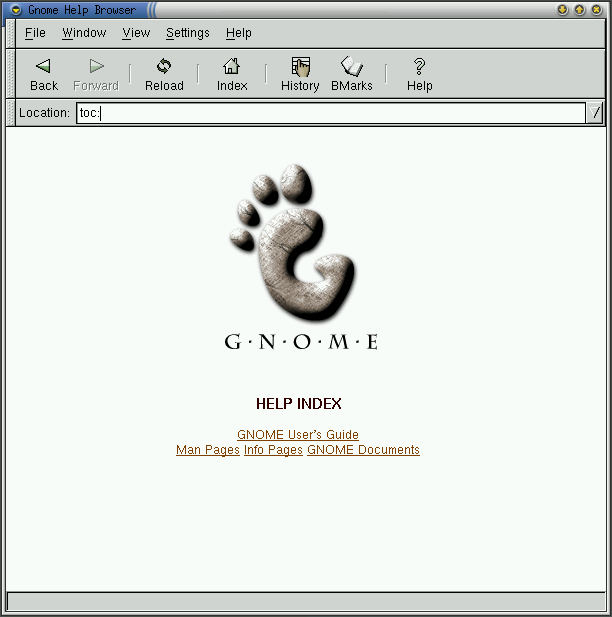 Gnome Help Browser
File Window View Settings Help
Back Forward Reload Index History BMarks Help
Location: toc:
G·N·O·M·E
HELP INDEX
GNOME User's Guide
Man Pages Info Pages GNOME Documents